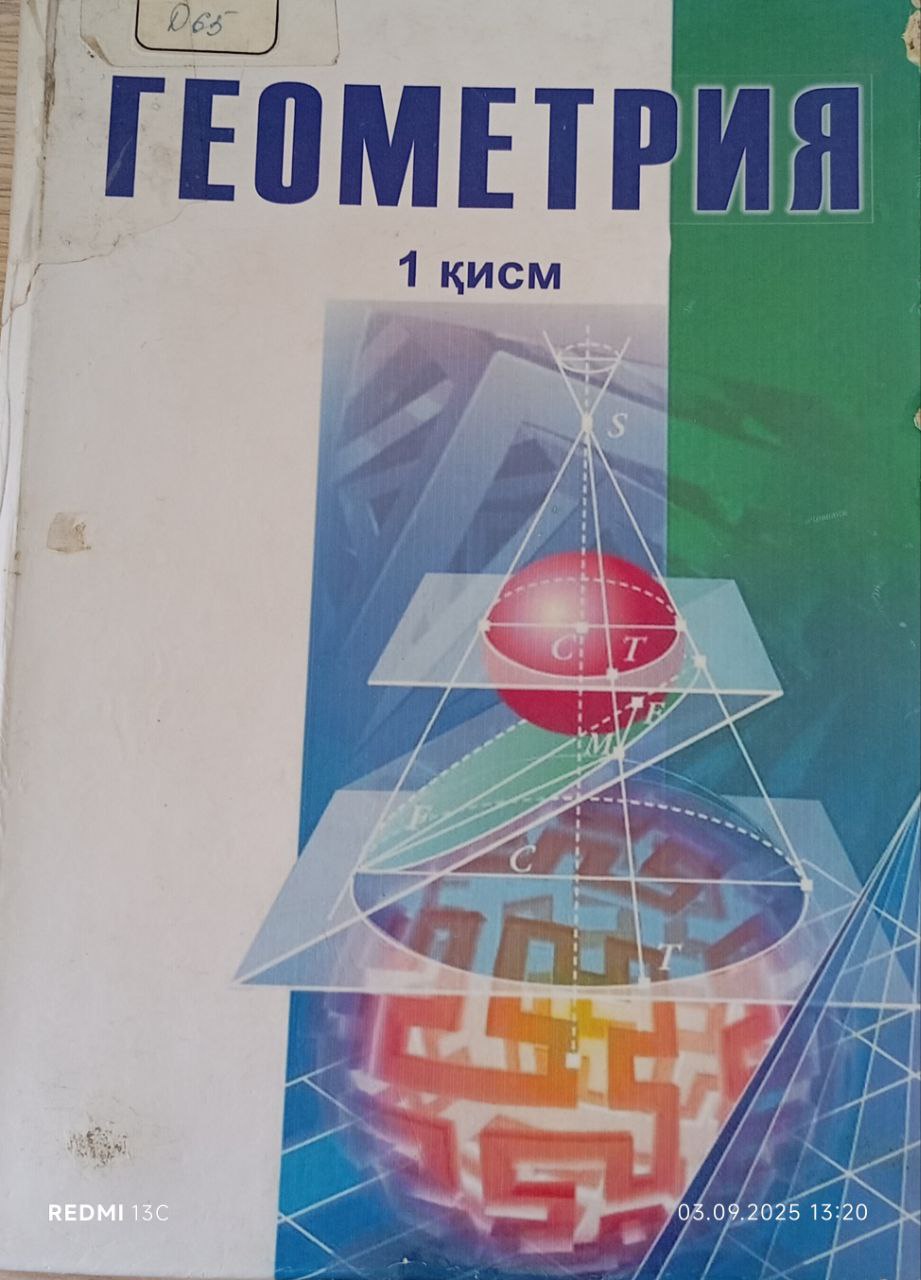 D65
ГЕОМЕТРИЯ
1 қисм
S
C T
E
M
F
C
T
REDMI 13C
03.09.2025 13:20